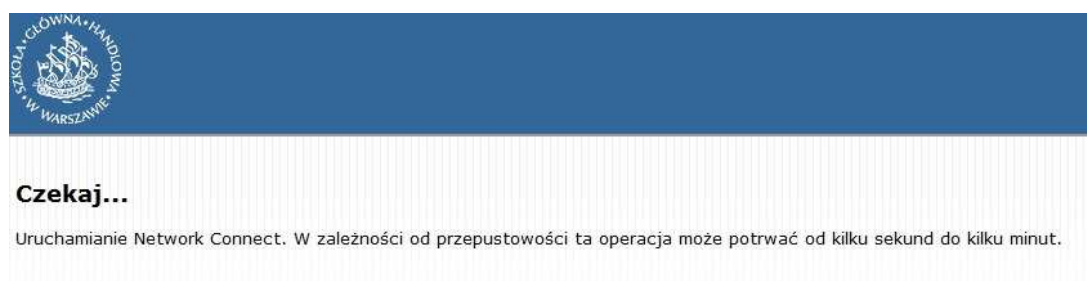 SZKOŁA·GŁÓWNA·HANDLOWA·W WARSZAWIE·
Czekaj...
Uruchamianie Network Connect. W zależności od przepustowości ta operacja może potrwać od kilku sekund do kilku minut.